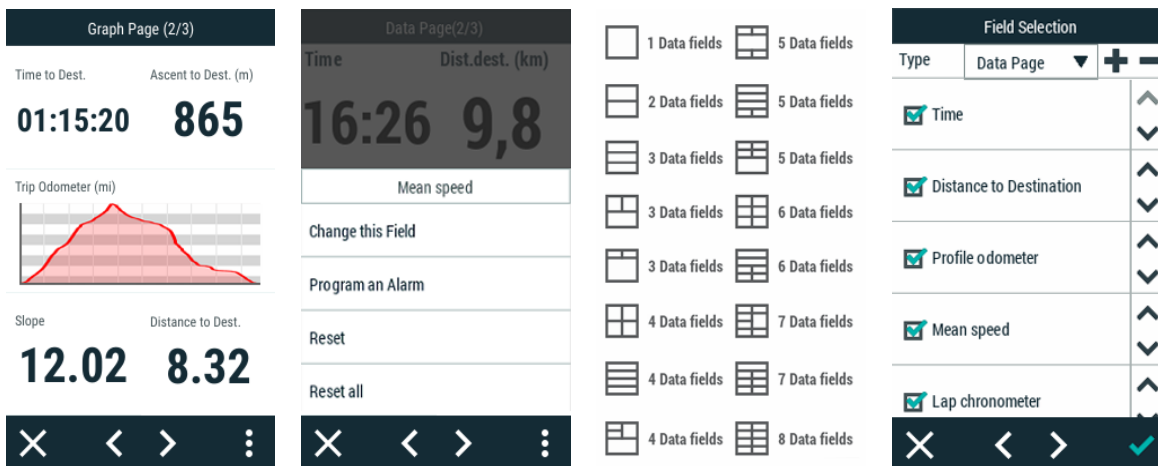 Graph Page (2/3)
Time to Dest. Ascent to Dest. (m)
01:15:20 865
Trip Odometer (mi)
Slope Distance to Dest.
12.02 8.32
Data Page(2/3)
Time Dist.dest. (km)
16:26 9,8
Mean speed
Change this Field
Program an Alarm
Reset
Reset all
1 Data fields 5 Data fields
2 Data fields 5 Data fields
3 Data fields 5 Data fields
3 Data fields 6 Data fields
3 Data fields 6 Data fields
4 Data fields 7 Data fields
4 Data fields 7 Data fields
4 Data fields 8 Data fields
Field Selection
Type Data Page
Time
Distance to Destination
Profile odometer
Mean speed
Lap chronometer